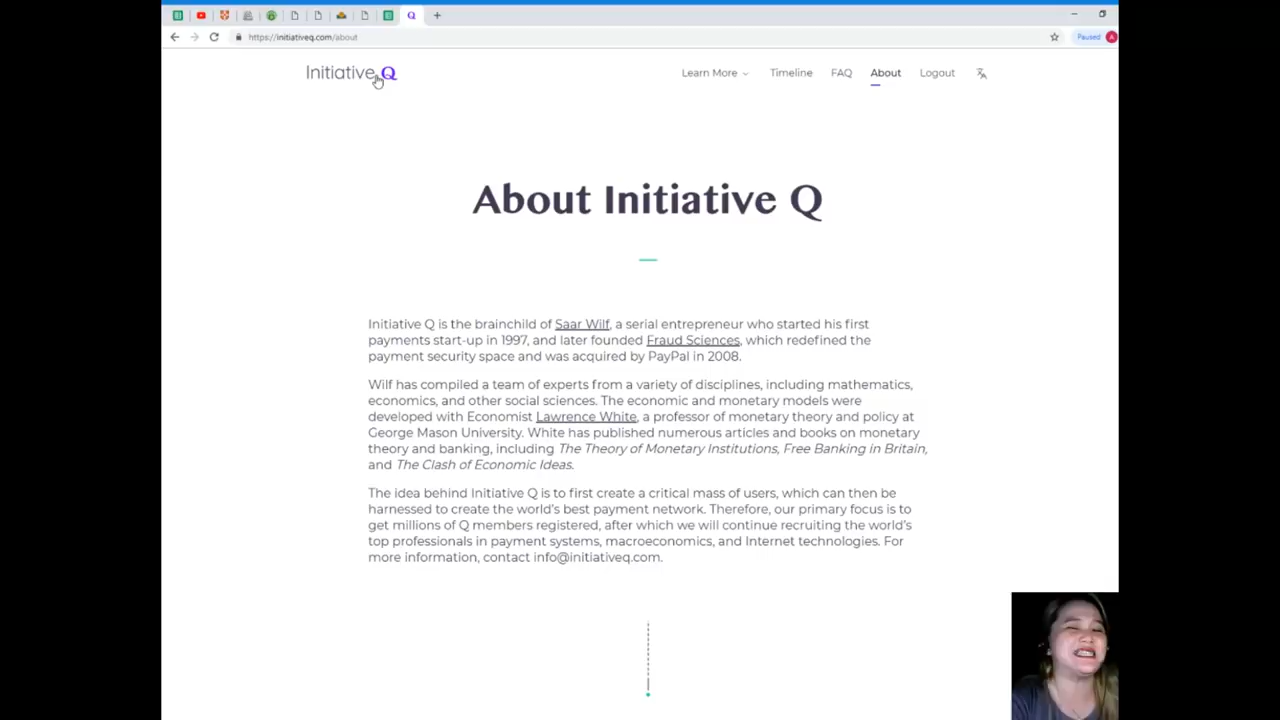 https://initiativeq.com/about
Paused A
Initiative Q
Learn More Timeline FAQ About Logout
About Initiative Q
Initiative Q is the brainchild of Saar Wilf, a serial entrepreneur who started his first
payments start-up in 1997, and later founded Fraud Sciences, which redefined the
payment security space and was acquired by PayPal in 2008.
Wilf has compiled a team of experts from a variety of disciplines, including mathematics,
economics, and other social sciences. The economic and monetary models were
developed with Economist Lawrence White, a professor of monetary theory and policy at
George Mason University. White has published numerous articles and books on monetary
theory and banking, including The Theory of Monetary Institutions, Free Banking in Britain,
and The Clash of Economic Ideas.
The idea behind Initiative Q is to first create a critical mass of users, which can then be
harnessed to create the world's best payment network. Therefore, our primary focus is to
get millions of Q members registered, after which we will continue recruiting the world's
top professionals in payment systems, macroeconomics, and Internet technologies. For
more information, contact info@initiativeq.com.